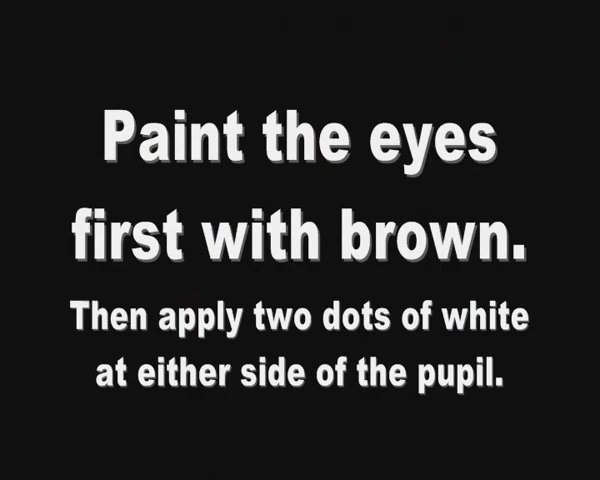 Paint the eyes
first with brown.
Then apply two dots of white
at either side of the pupil.